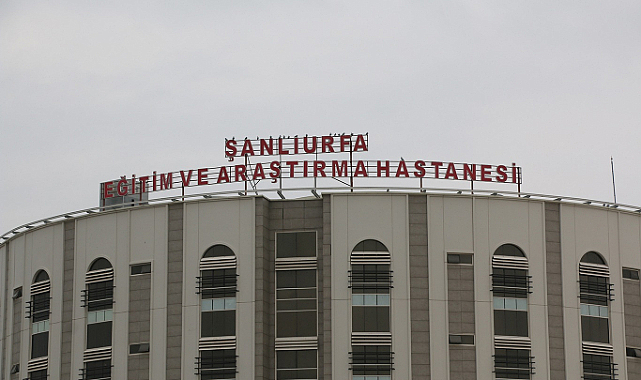 ŞANLIURFA
EĞİTİM VE ARAŞTIRMA HASTANESİ